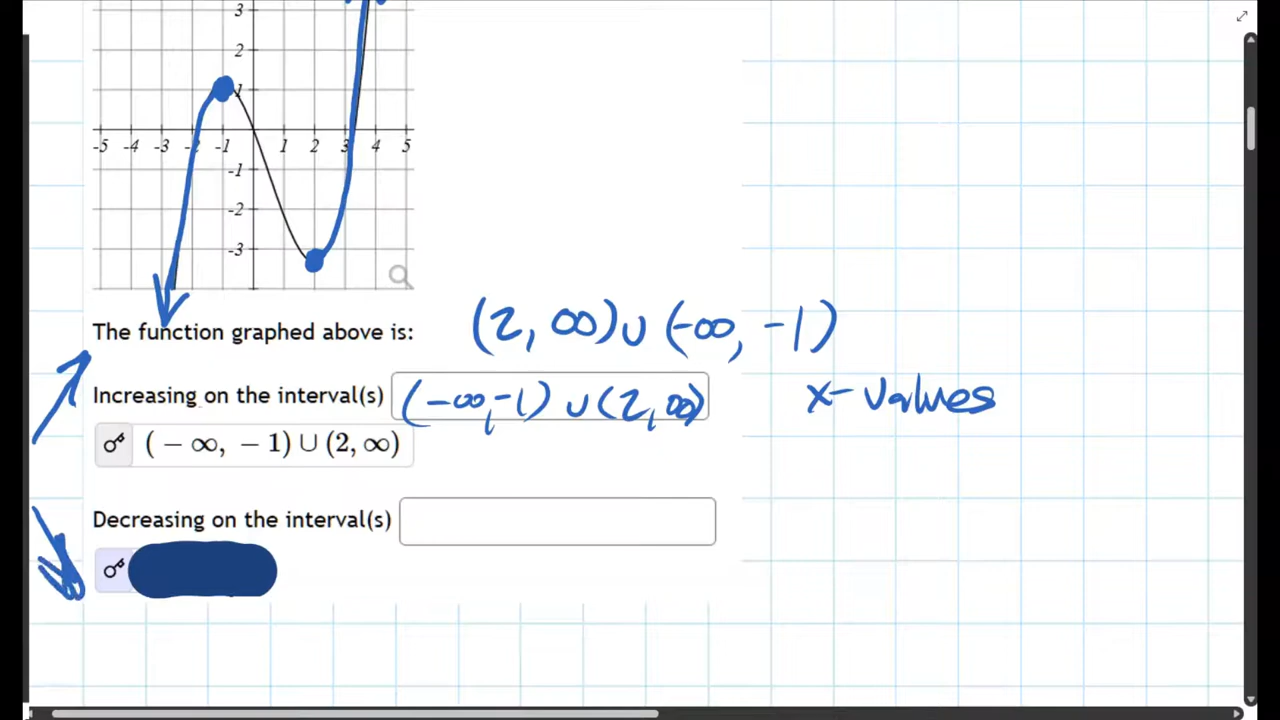 3
2
1
-5 -4 -3 -2 -1 1 2 3 4 5
-1
-2
-3
The function graphed above is:
(2, ∞) ∪ (-∞, -1)
Increasing on the interval(s) (-∞, -1) ∪ (2, ∞)
x-values
( − ∞, − 1) ∪ (2, ∞)
Decreasing on the interval(s)